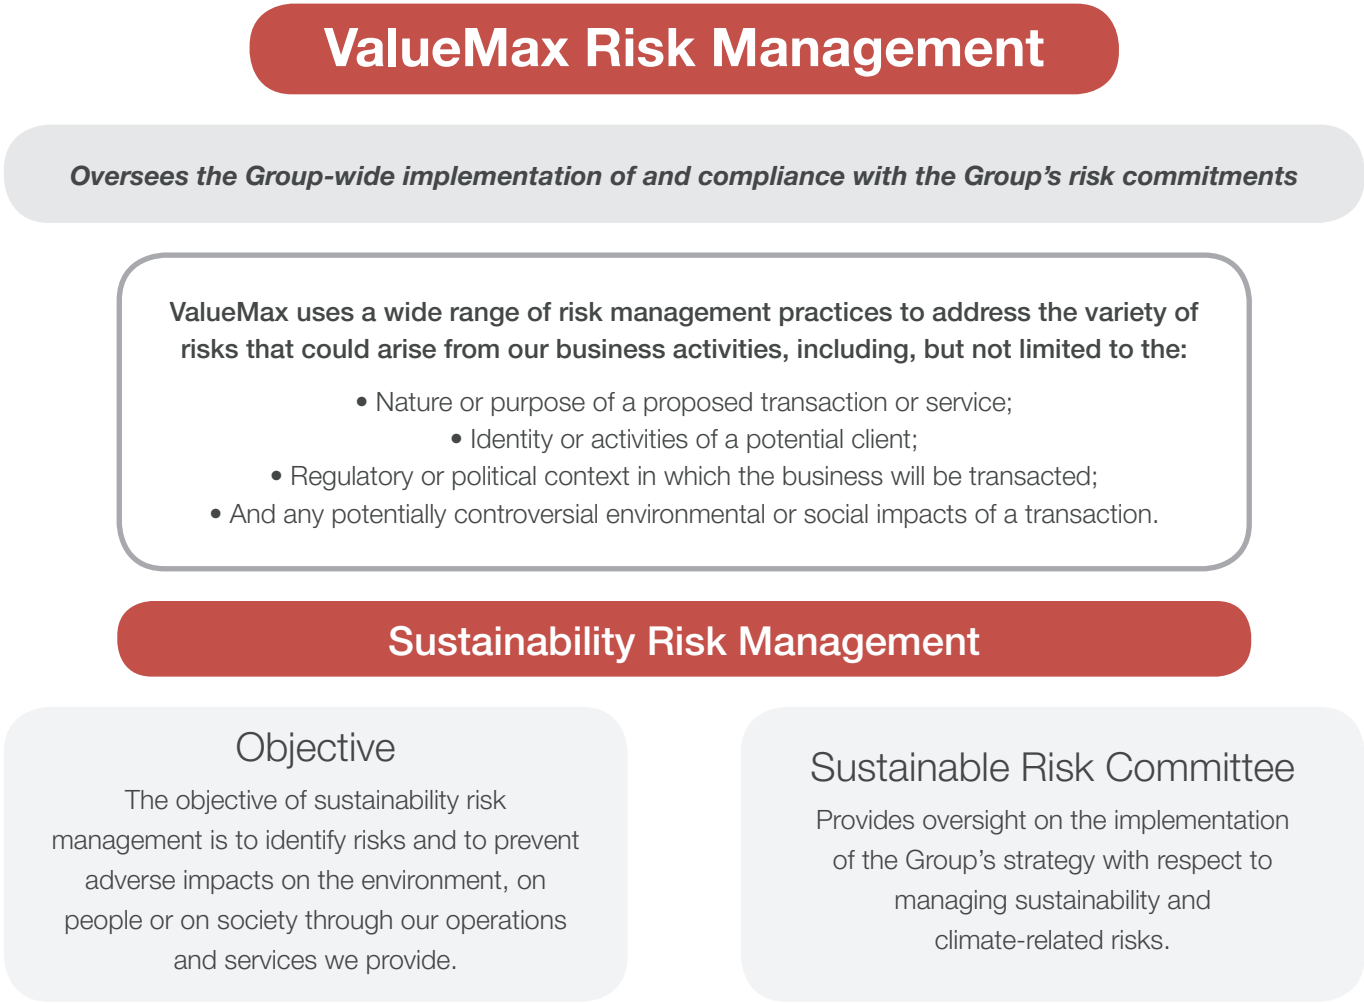 ValueMax Risk Management
Oversees the Group-wide implementation of and compliance with the Group’s risk commitments
ValueMax uses a wide range of risk management practices to address the variety of
risks that could arise from our business activities, including, but not limited to the:
• Nature or purpose of a proposed transaction or service;
• Identity or activities of a potential client;
• Regulatory or political context in which the business will be transacted;
• And any potentially controversial environmental or social impacts of a transaction.
Sustainability Risk Management
Objective
The objective of sustainability risk
management is to identify risks and to prevent
adverse impacts on the environment, on
people or on society through our operations
and services we provide.
Sustainable Risk Committee
Provides oversight on the implementation
of the Group’s strategy with respect to
managing sustainability and
climate-related risks.